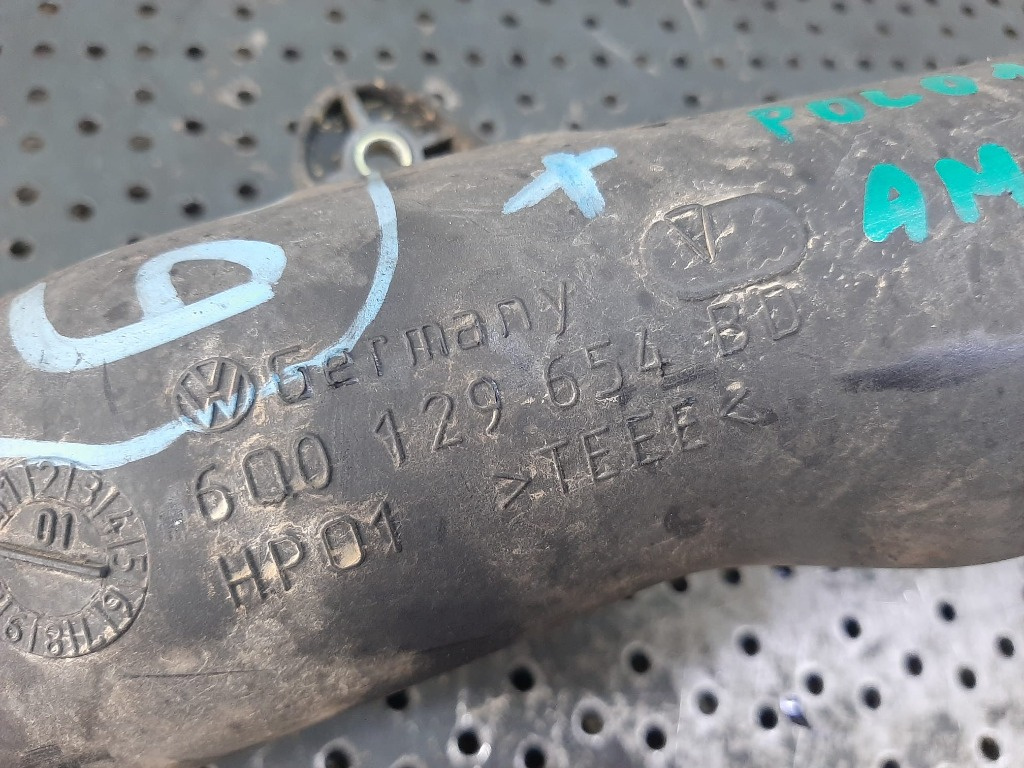 POLO
AM
Germany
6Q0 129 654 BD
>TEEE<
HP01
01